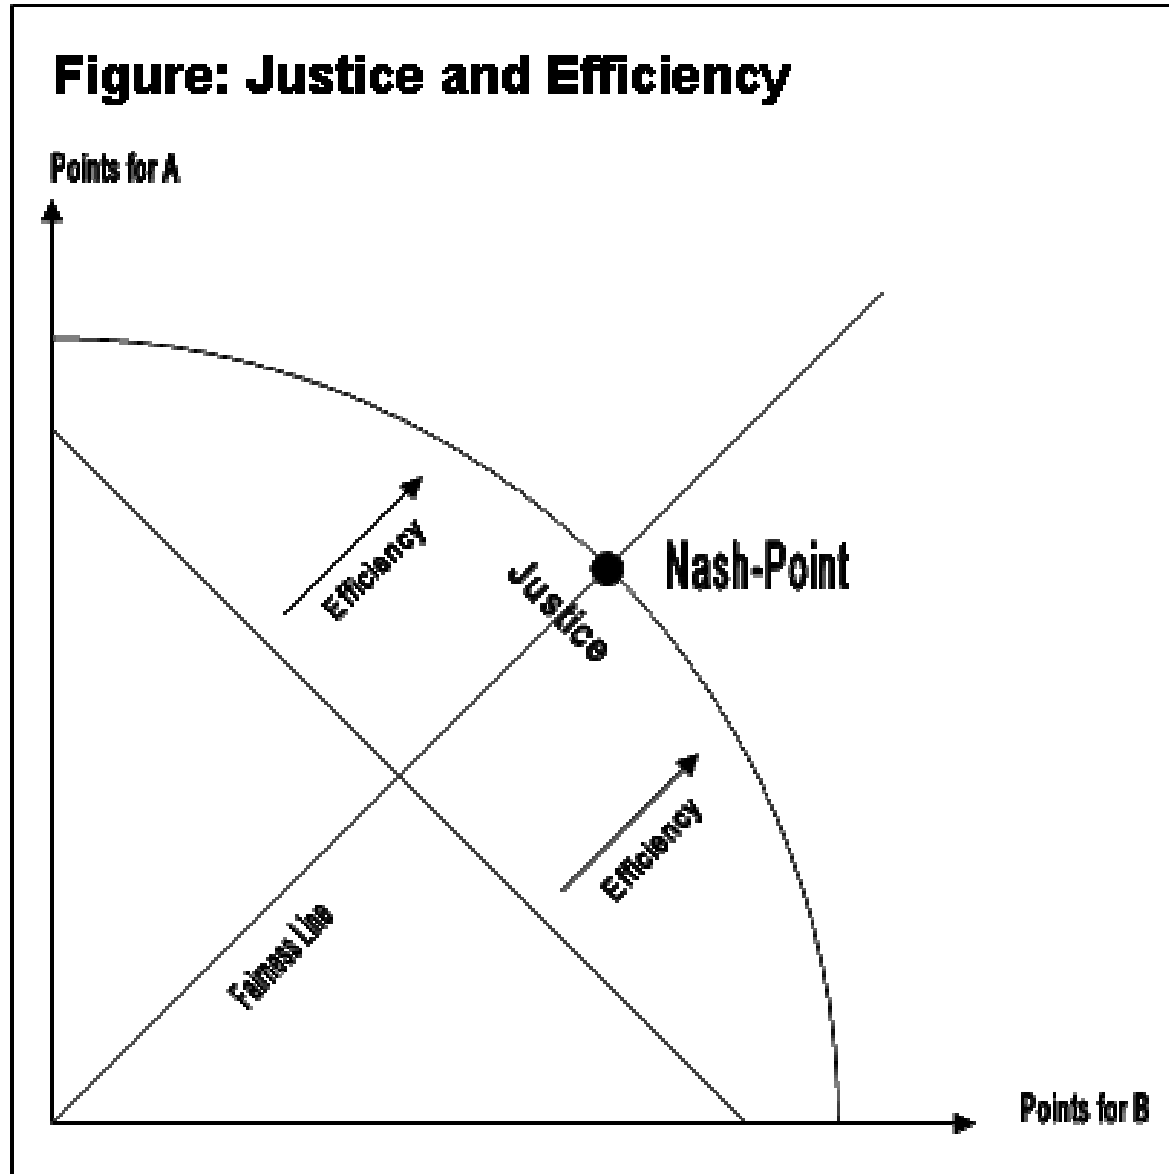 Figure: Justice and Efficiency
Points for A
Efficiency
Nash-Point
Justice
Efficiency
Fairness Line
Points for B